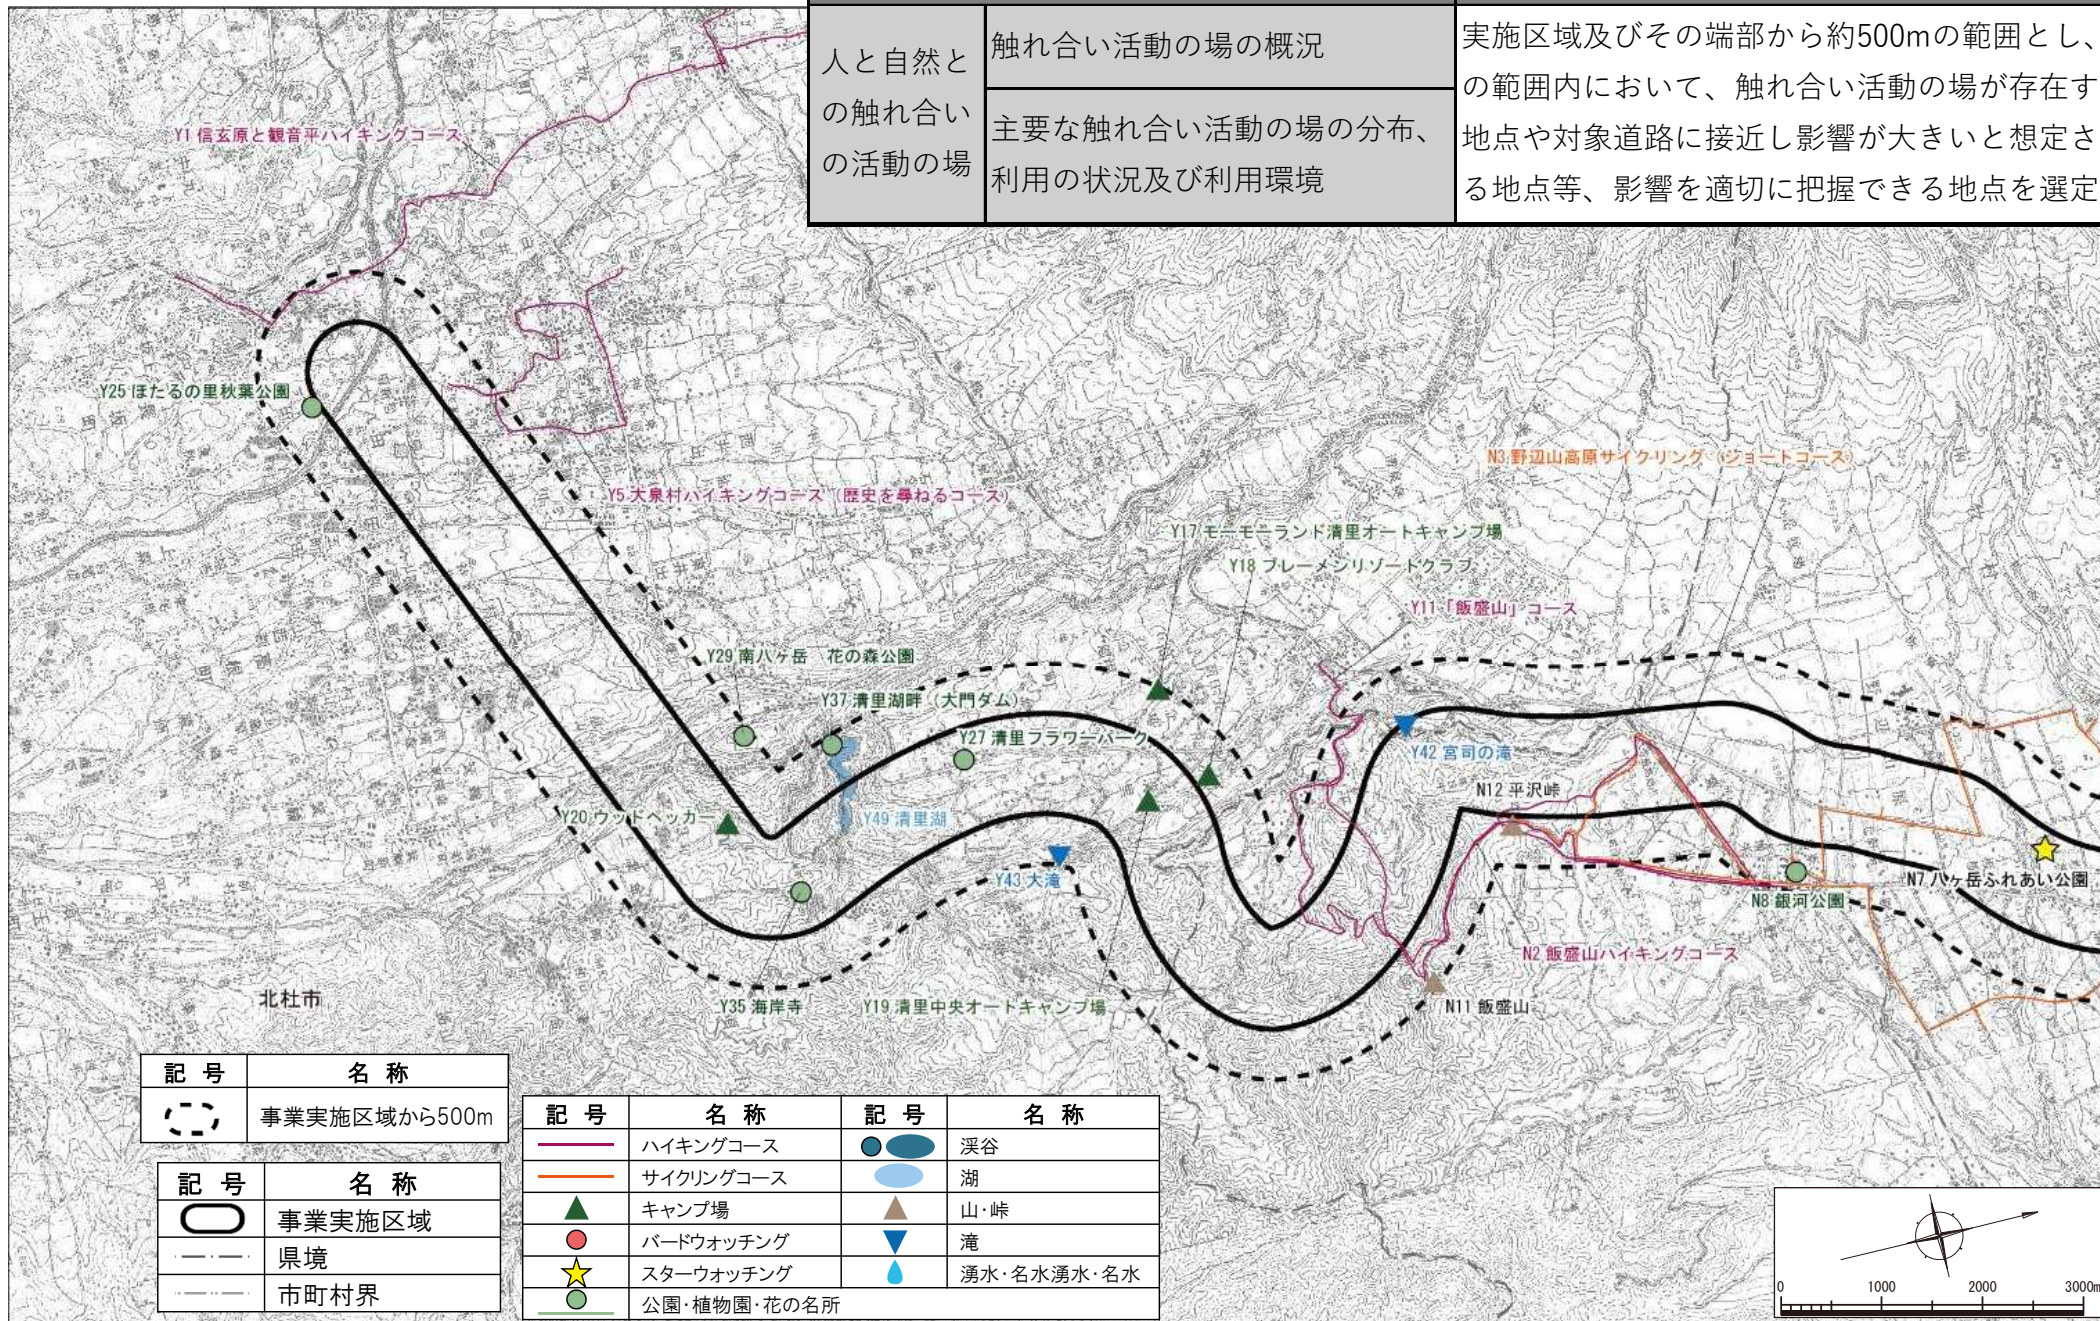 人と自然と
の触れ合い
の活動の場
触れ合い活動の場の概況
主要な触れ合い活動の場の分布、
利用の状況及び利用環境
実施区域及びその端部から約500mの範囲とし、
の範囲内において、触れ合い活動の場が存在す
地点や対象道路に接近し影響が大きいと想定さ
る地点等、影響を適切に把握できる地点を選定
Y1 信玄原と観音平ハイキングコース
Y25 ほたるの里秋葉公園
N3 野辺山高原サイクリング（ショートコース）
Y5 大泉村ハイキングコース（歴史を尋ねるコース）
Y17 モーモーランド清里オートキャンプ場
Y18 ブレーメンリゾートクラブ
Y11「飯盛山」コース
Y29 南八ヶ岳 花の森公園
Y37 清里湖畔（大門ダム）
Y27 清里フラワーパーク
Y42 宮司の滝
N12 平沢峠
Y20 ウッドペッカー
Y49 清里湖
Y43 大滝
N7 八ヶ岳ふれあい公園
N8 銀河公園
N2 飯盛山ハイキングコース
北杜市
Y35 海岸寺
Y19 清里中央オートキャンプ場
N11 飯盛山
記 号 名 称
事業実施区域から500m
記 号 名 称
事業実施区域
県境
市町村界
記 号 名 称 記 号 名 称
ハイキングコース 渓谷
サイクリングコース 湖
キャンプ場 山・峠
バードウォッチング 滝
スターウォッチング 湧水・名水湧水・名水
公園・植物園・花の名所
0 1000 2000 3000m